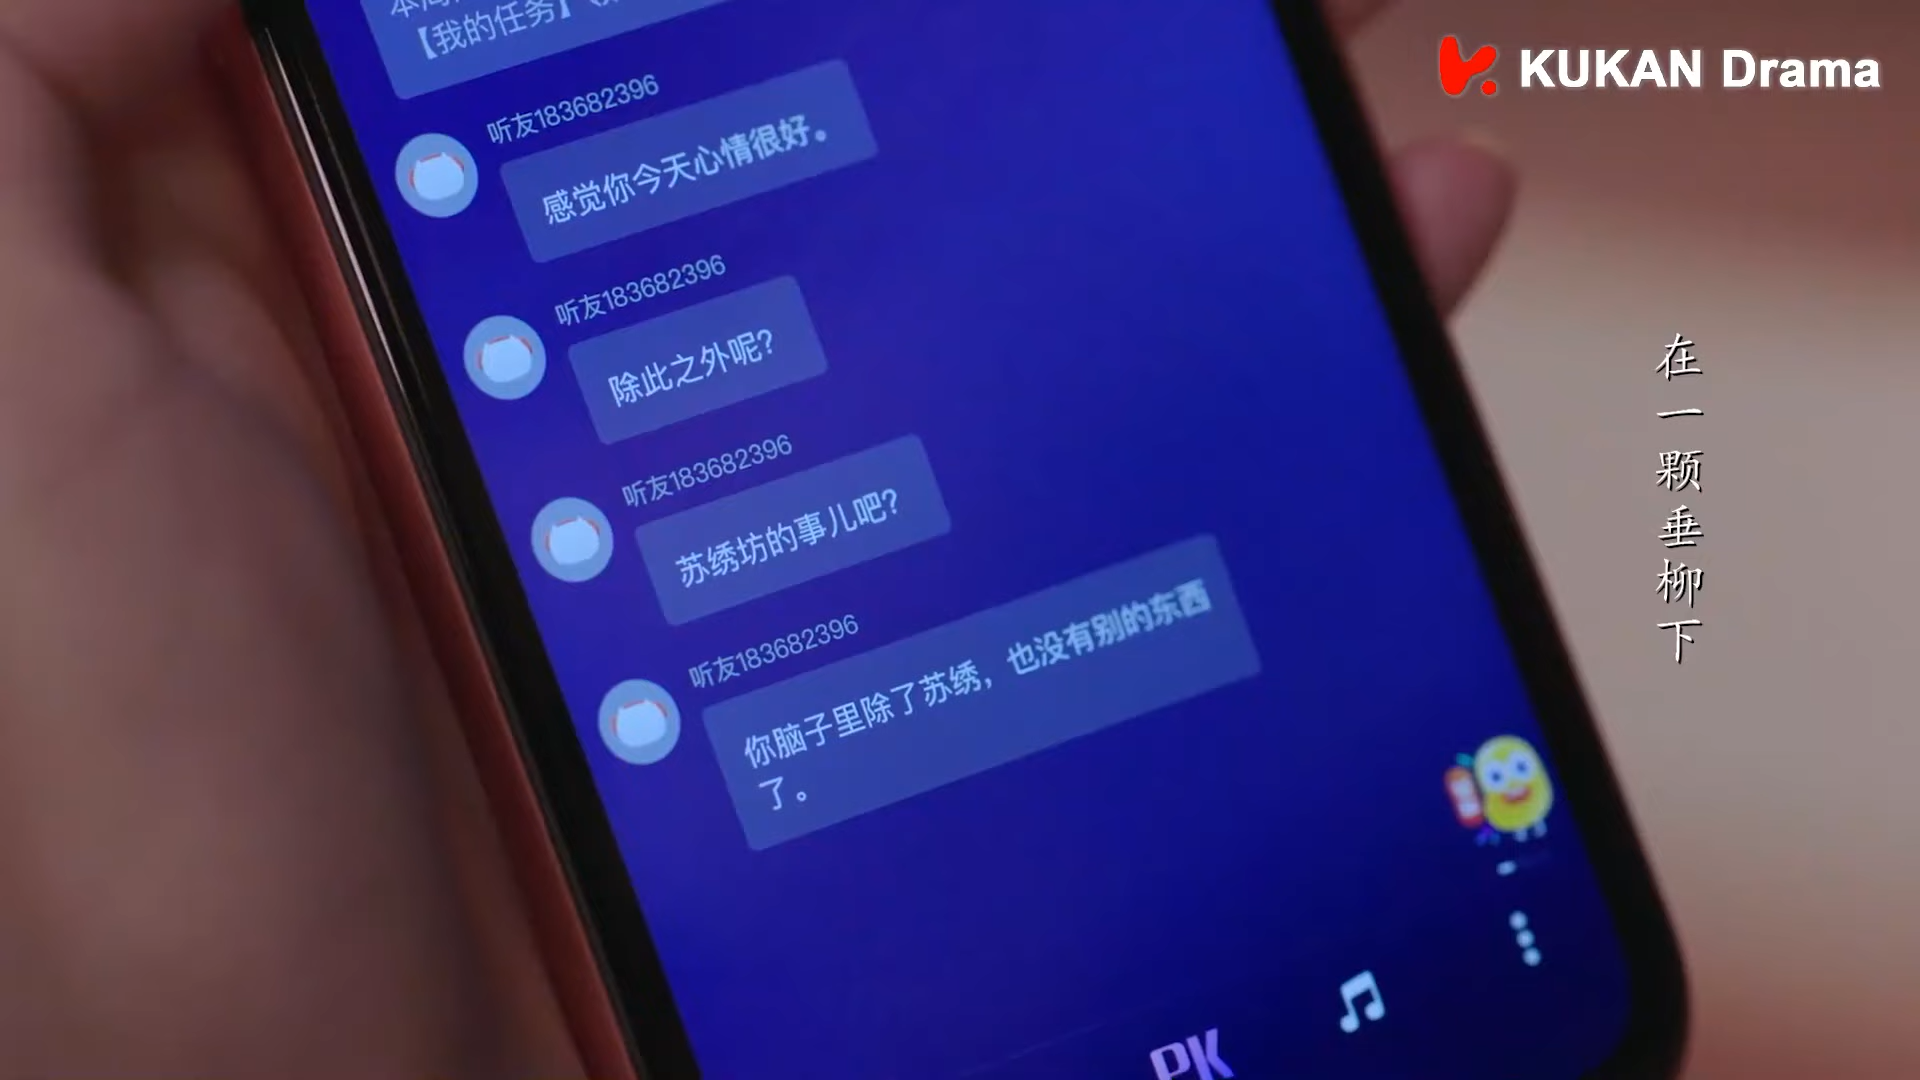 【我的任务】
听友183682396
感觉你今天心情很好。
听友183682396
除此之外呢?
听友183682396
苏绣坊的事儿吧?
听友183682396
你脑子里除了苏绣，也没有别的东西
了。
PK
KUKAN Drama
在一颗垂柳下